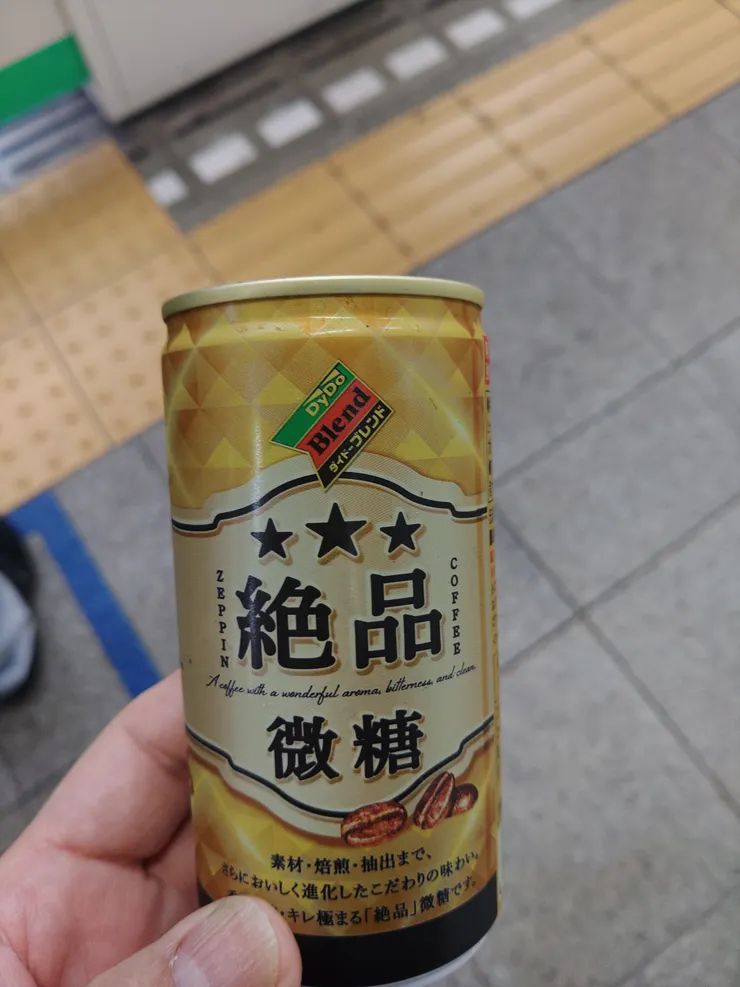 DyDo
Blend
ダイドーブレンド
★★★
ZEPPIN
絶品
COFFEE
A coffee with a wonderful aroma, bitterness, and clean.
微糖
素材・焙煎・抽出まで、
さらにおいしく進化したこだわりの味わい。
・キレ極まる「絶品」微糖です。